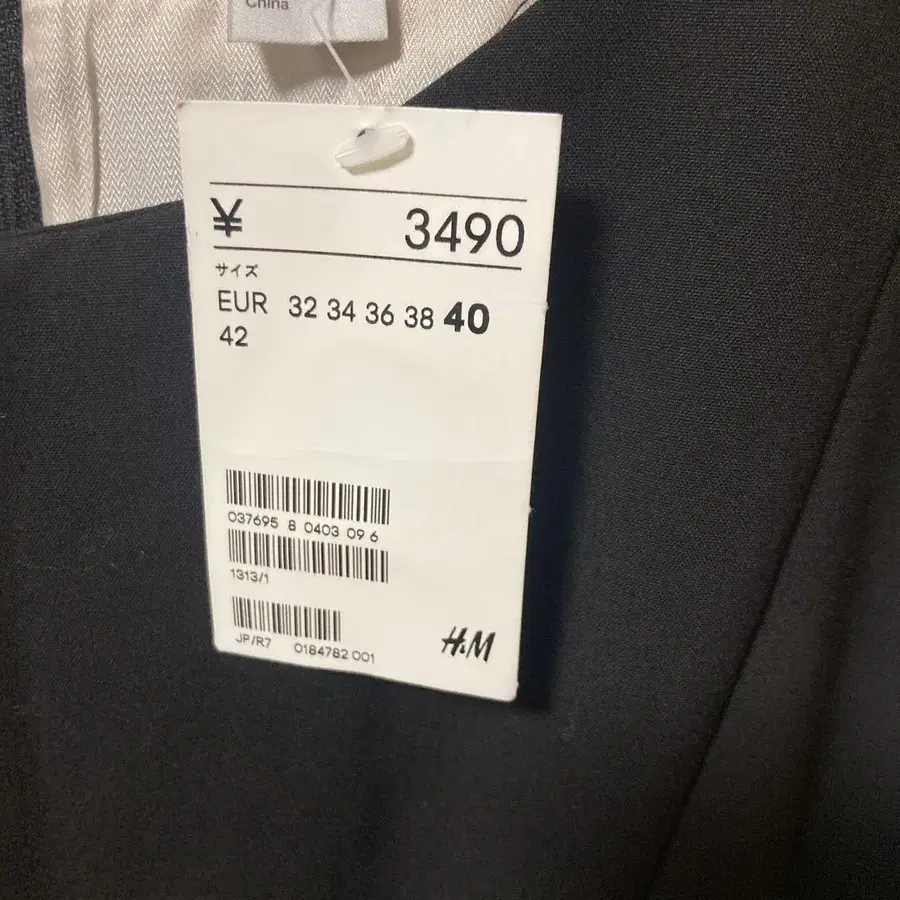 China
¥ 3490
サイズ
EUR 32 34 36 38 40
42
037695 8 0403 09 6
1313/1
JP/R7 0184782 001
H&M